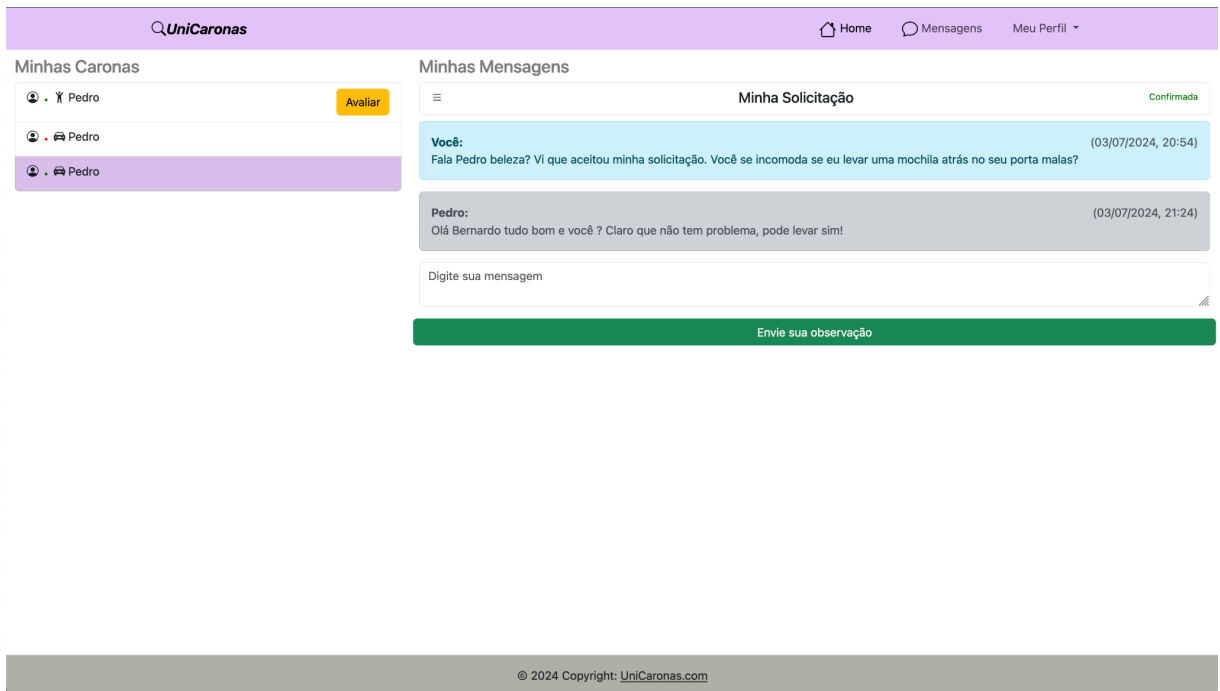 UniCaronas
Home
Mensagens
Meu Perfil
Minhas Caronas
Pedro
Avaliar
Pedro
Pedro
Minhas Mensagens
Minha Solicitação
Confirmada
Você:
(03/07/2024, 20:54)
Fala Pedro beleza? Vi que aceitou minha solicitação. Você se incomoda se eu levar uma mochila atrás no seu porta malas?
Pedro:
(03/07/2024, 21:24)
Olá Bernardo tudo bom e você ? Claro que não tem problema, pode levar sim!
Digite sua mensagem
Envie sua observação
© 2024 Copyright: UniCaronas.com